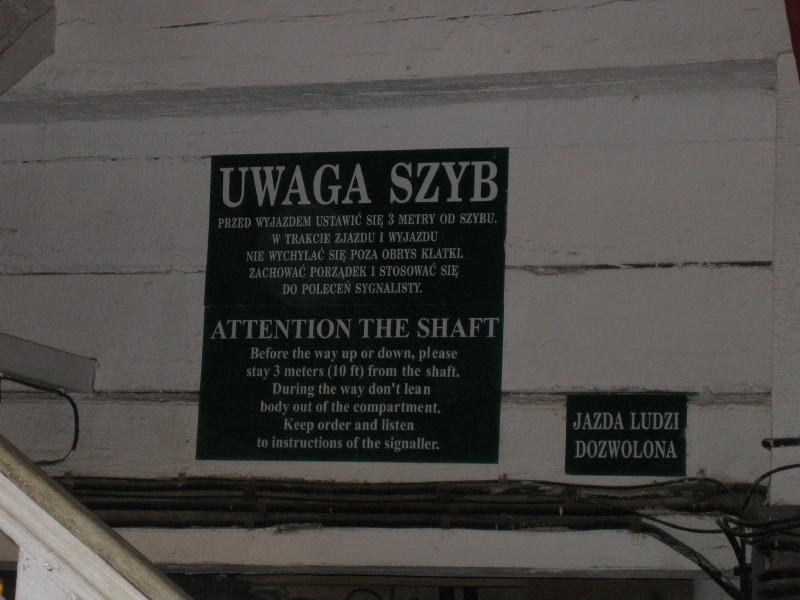 UWAGA SZYB
PRZED WYJAZDEM USTAWIĆ SIĘ 3 METRY OD SZYBU.
W TRAKCIE ZJAZDU I WYJAZDU
NIE WYCHYLAĆ SIĘ POZA OBRYS KLATKI.
ZACHOWAĆ PORZĄDEK I STOSOWAĆ SIĘ
DO POLECEŃ SYGNALISTY.
ATTENTION THE SHAFT
Before the way up or down, please
stay 3 meters (10 ft) from the shaft.
During the way don't lean
body out of the compartment.
Keep order and listen
to instructions of the signaller.
JAZDA LUDZI
DOZWOLONA